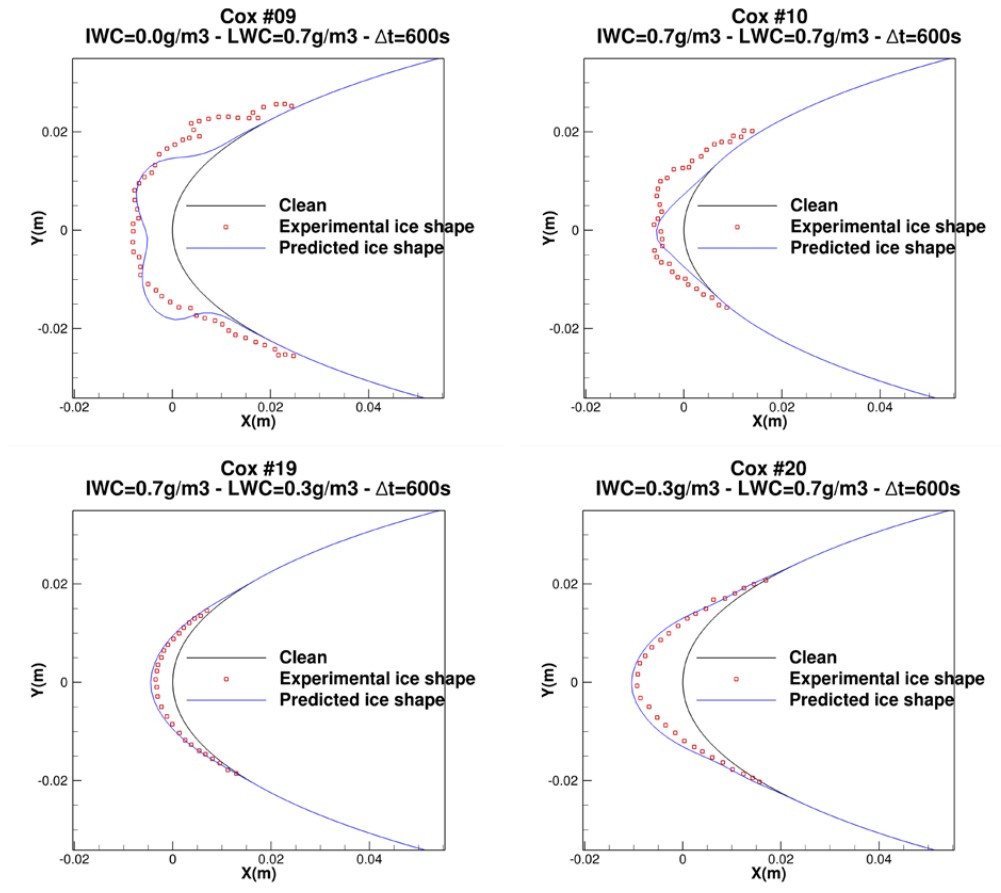 Cox #09
IWC=0.0g/m3 - LWC=0.7g/m3 - Δt=600s
Y(m)
0.02
0
-0.02
Clean
Experimental ice shape
Predicted ice shape
-0.02
0
0.02
0.04
X(m)
Cox #10
IWC=0.7g/m3 - LWC=0.7g/m3 - Δt=600s
Y(m)
0.02
0
-0.02
Clean
Experimental ice shape
Predicted ice shape
-0.02
0
0.02
0.04
X(m)
Cox #19
IWC=0.7g/m3 - LWC=0.3g/m3 - Δt=600s
Y(m)
0.02
0
-0.02
Clean
Experimental ice shape
Predicted ice shape
-0.02
0
0.02
0.04
X(m)
Cox #20
IWC=0.3g/m3 - LWC=0.7g/m3 - Δt=600s
Y(m)
0.02
0
-0.02
Clean
Experimental ice shape
Predicted ice shape
-0.02
0
0.02
0.04
X(m)